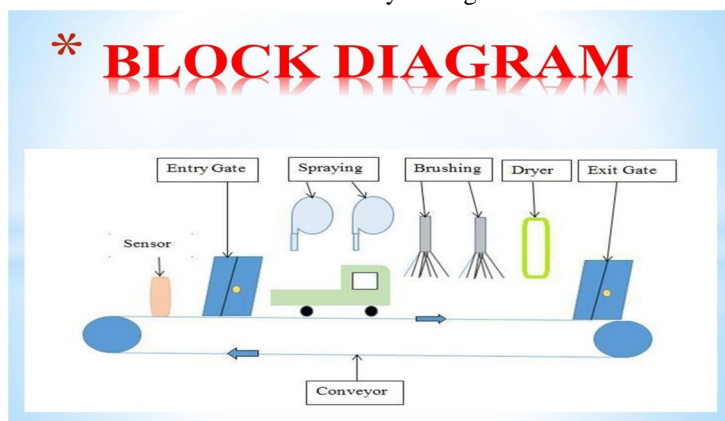 * BLOCK DIAGRAM
Entry Gate
Spraying
Brushing
Dryer
Exit Gate
Sensor
Conveyor